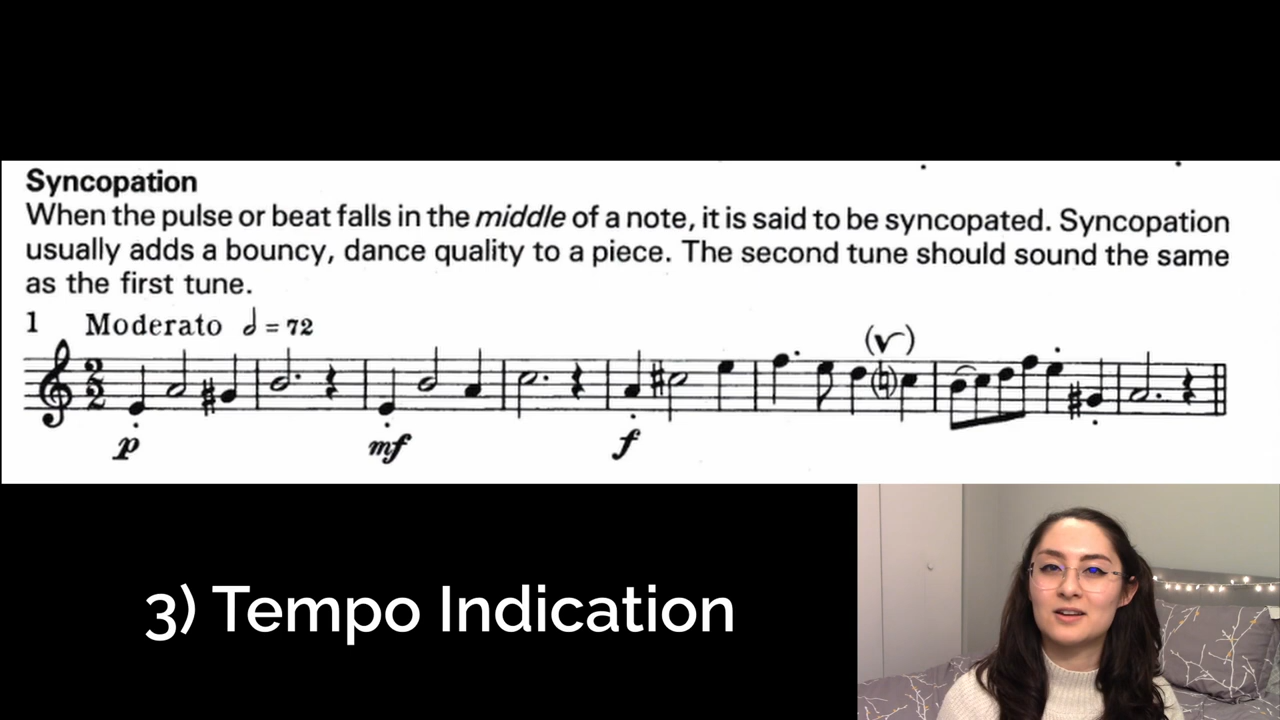 Syncopation
When the pulse or beat falls in the middle of a note, it is said to be syncopated. Syncopation
usually adds a bouncy, dance quality to a piece. The second tune should sound the same
as the first tune.
1 Moderato 𝅗𝅥 = 72
2
2
p mf f
3) Tempo Indication